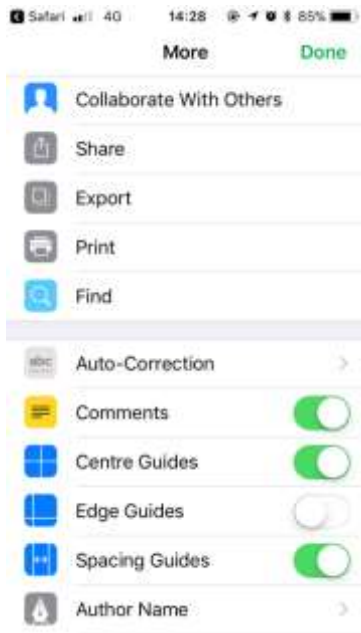 Safari 4G 14:28 85%
More Done
Collaborate With Others
Share
Export
Print
Find
abc
Auto-Correction
Comments
Centre Guides
Edge Guides
Spacing Guides
Author Name